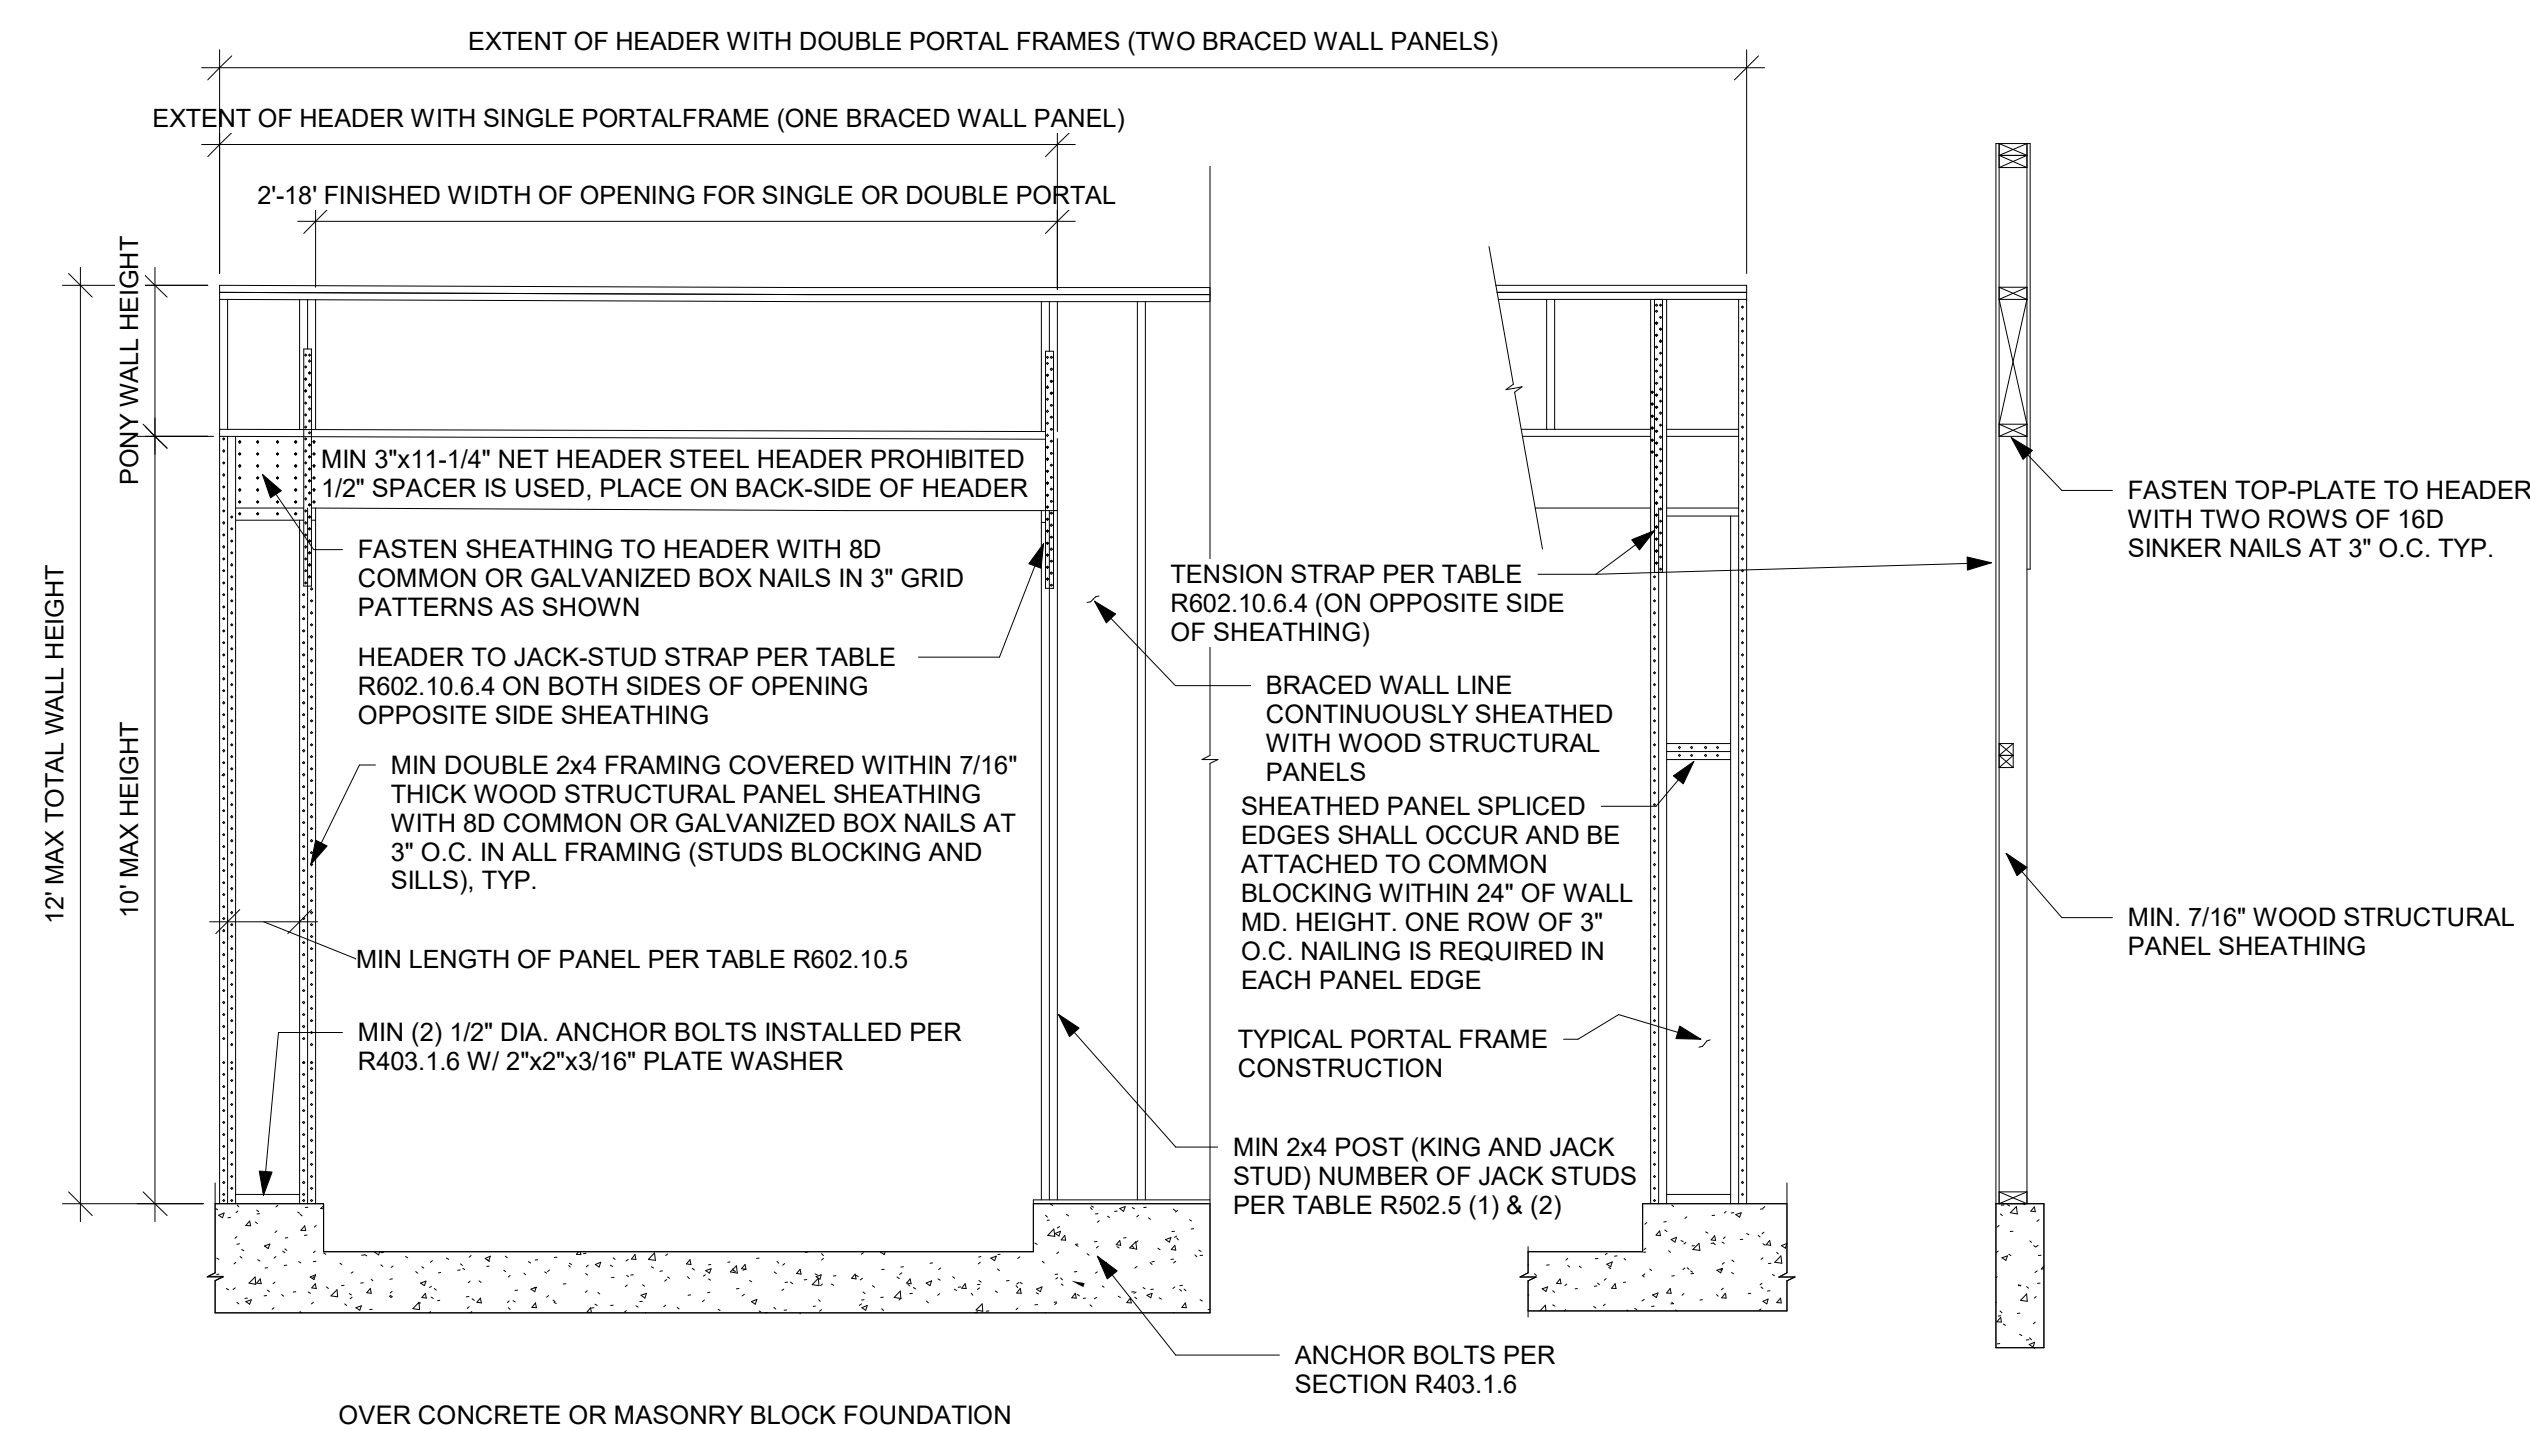 EXTENT OF HEADER WITH DOUBLE PORTAL FRAMES (TWO BRACED WALL PANELS)
EXTENT OF HEADER WITH SINGLE PORTALFRAME (ONE BRACED WALL PANEL)
2'-18' FINISHED WIDTH OF OPENING FOR SINGLE OR DOUBLE PORTAL
PONY WALL HEIGHT
12' MAX TOTAL WALL HEIGHT
10' MAX HEIGHT
MIN 3"x11-1/4" NET HEADER STEEL HEADER PROHIBITED
1/2" SPACER IS USED, PLACE ON BACK-SIDE OF HEADER
FASTEN SHEATHING TO HEADER WITH 8D
COMMON OR GALVANIZED BOX NAILS IN 3" GRID
PATTERNS AS SHOWN
HEADER TO JACK-STUD STRAP PER TABLE
R602.10.6.4 ON BOTH SIDES OF OPENING
OPPOSITE SIDE SHEATHING
MIN DOUBLE 2x4 FRAMING COVERED WITHIN 7/16"
THICK WOOD STRUCTURAL PANEL SHEATHING
WITH 8D COMMON OR GALVANIZED BOX NAILS AT
3" O.C. IN ALL FRAMING (STUDS BLOCKING AND
SILLS), TYP.
MIN LENGTH OF PANEL PER TABLE R602.10.5
MIN (2) 1/2" DIA. ANCHOR BOLTS INSTALLED PER
R403.1.6 W/ 2"x2"x3/16" PLATE WASHER
TENSION STRAP PER TABLE
R602.10.6.4 (ON OPPOSITE SIDE
OF SHEATHING)
BRACED WALL LINE
CONTINUOUSLY SHEATHED
WITH WOOD STRUCTURAL
PANELS
SHEATHED PANEL SPLICED
EDGES SHALL OCCUR AND BE
ATTACHED TO COMMON
BLOCKING WITHIN 24" OF WALL
MD. HEIGHT. ONE ROW OF 3"
O.C. NAILING IS REQUIRED IN
EACH PANEL EDGE
TYPICAL PORTAL FRAME
CONSTRUCTION
MIN 2x4 POST (KING AND JACK
STUD) NUMBER OF JACK STUDS
PER TABLE R502.5 (1) & (2)
ANCHOR BOLTS PER
SECTION R403.1.6
FASTEN TOP-PLATE TO HEADER
WITH TWO ROWS OF 16D
SINKER NAILS AT 3" O.C. TYP.
MIN. 7/16" WOOD STRUCTURAL
PANEL SHEATHING
OVER CONCRETE OR MASONRY BLOCK FOUNDATION